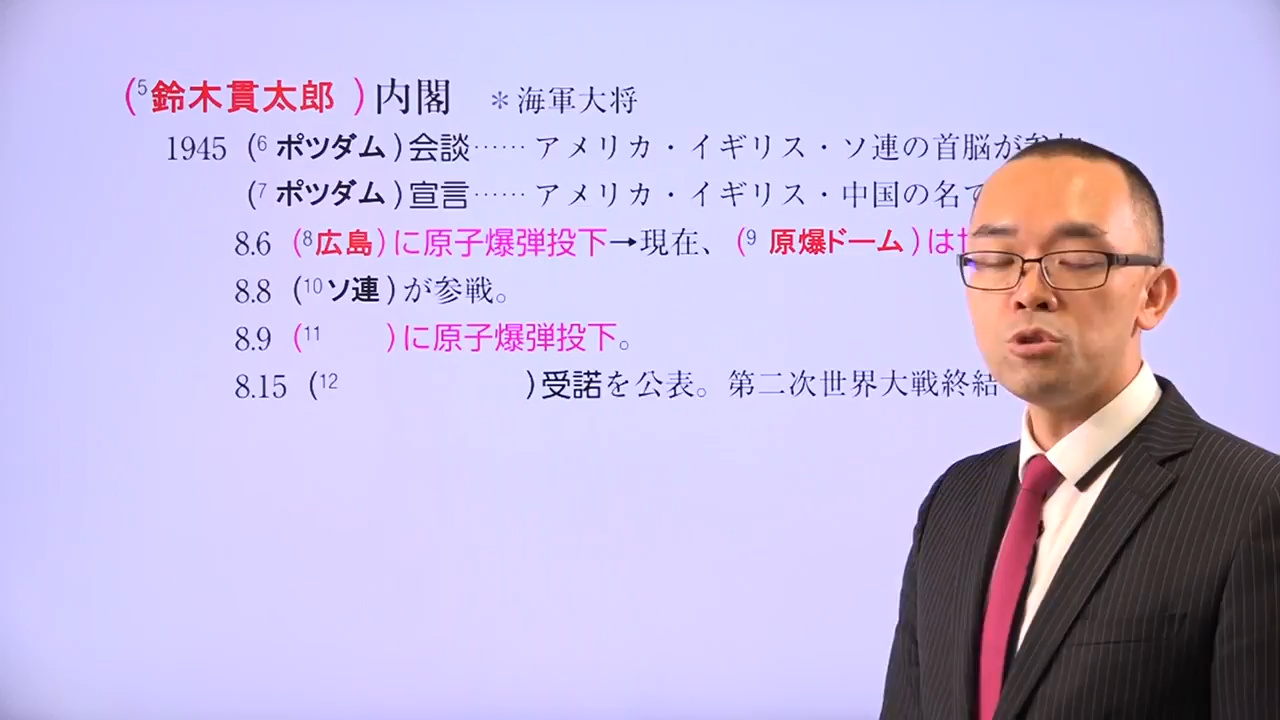 (5鈴木貫太郎)内閣 *海軍大将
1945 (6 ポツダム)会談……アメリカ・イギリス・ソ連の首脳が
(7 ポツダム)宣言……アメリカ・イギリス・中国の名で
8.6 (8広島)に原子爆弾投下→現在、(9 原爆ドーム)は
8.8 (10ソ連)が参戦。
8.9 (11 )に原子爆弾投下。
8.15 (12 )受諾を公表。第二次世界大戦終結